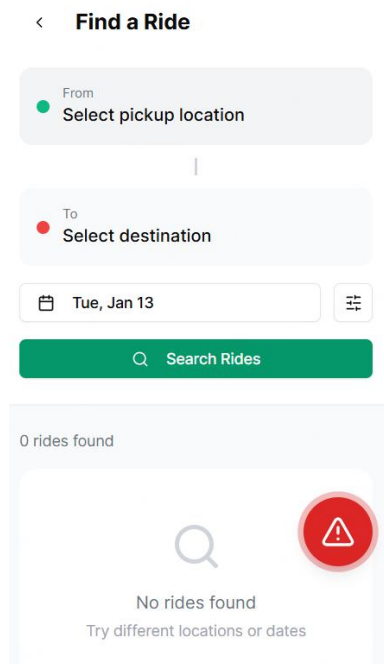 Find a Ride
From
Select pickup location
To
Select destination
Tue, Jan 13
Search Rides
0 rides found
No rides found
Try different locations or dates